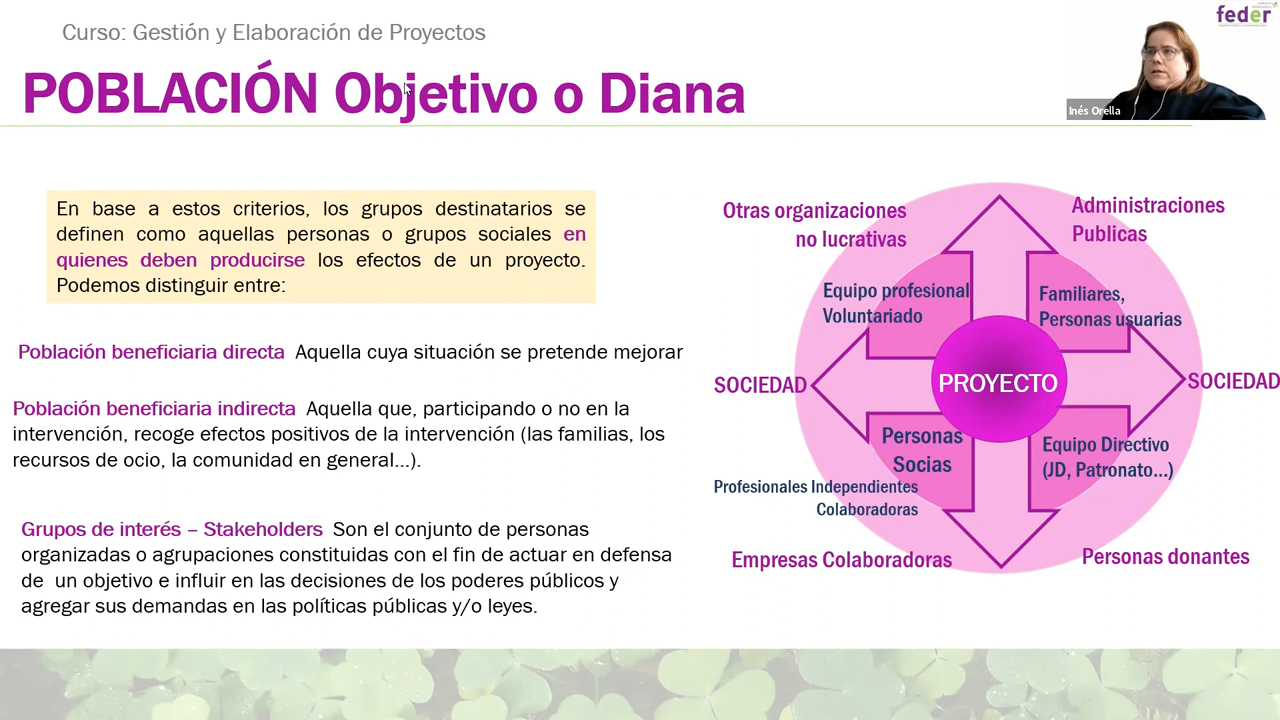 Curso: Gestión y Elaboración de Proyectos
feder
POBLACIÓN Objetivo o Diana
Inés Orella
En base a estos criterios, los grupos destinatarios se
definen como aquellas personas o grupos sociales en
quienes deben producirse los efectos de un proyecto.
Podemos distinguir entre:
Población beneficiaria directa Aquella cuya situación se pretende mejorar
Población beneficiaria indirecta Aquella que, participando o no en la
intervención, recoge efectos positivos de la intervención (las familias, los
recursos de ocio, la comunidad en general...).
Grupos de interés – Stakeholders Son el conjunto de personas
organizadas o agrupaciones constituidas con el fin de actuar en defensa
de un objetivo e influir en las decisiones de los poderes públicos y
agregar sus demandas en las políticas públicas y/o leyes.
Otras organizaciones
no lucrativas
Administraciones
Publicas
Equipo profesional
Voluntariado
Familiares,
Personas usuarias
SOCIEDAD
PROYECTO
SOCIEDAD
Personas
Socias
Equipo Directivo
(JD, Patronato...)
Profesionales Independientes
Colaboradoras
Empresas Colaboradoras
Personas donantes